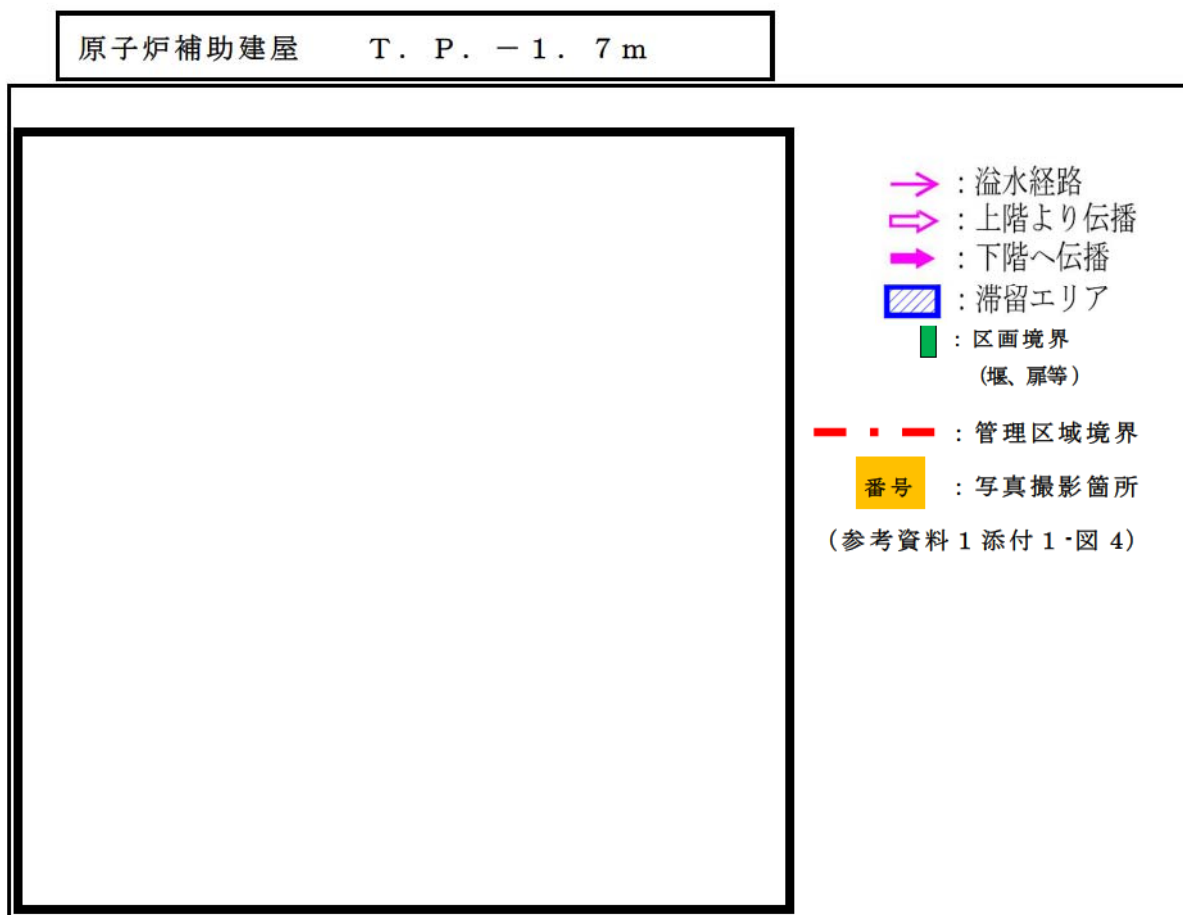 原子炉補助建屋　　T．P．－1．7m
：溢水経路
：上階より伝播
：下階へ伝播
：滞留エリア
：区画境界
（堰、扉等）
：管理区域境界
番号　：写真撮影箇所
（参考資料1添付1-図4）